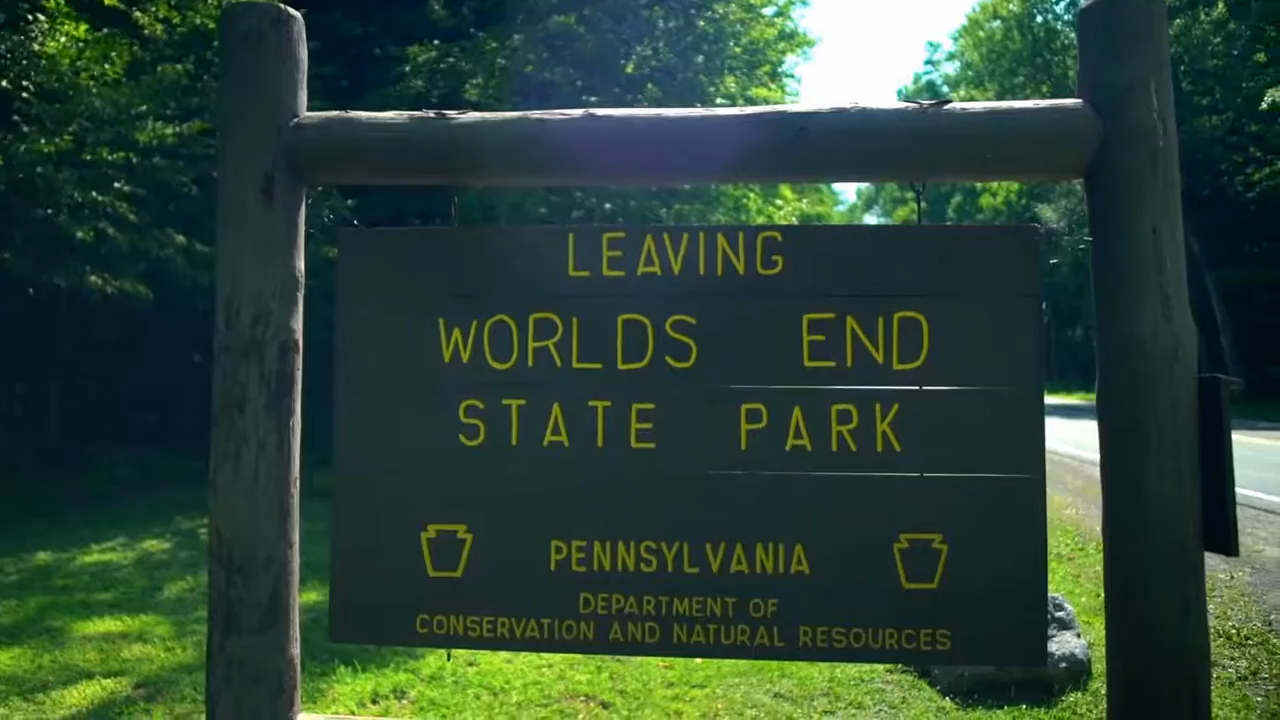 LEAVING
WORLDS END
STATE PARK
PENNSYLVANIA
DEPARTMENT OF
CONSERVATION AND NATURAL RESOURCES